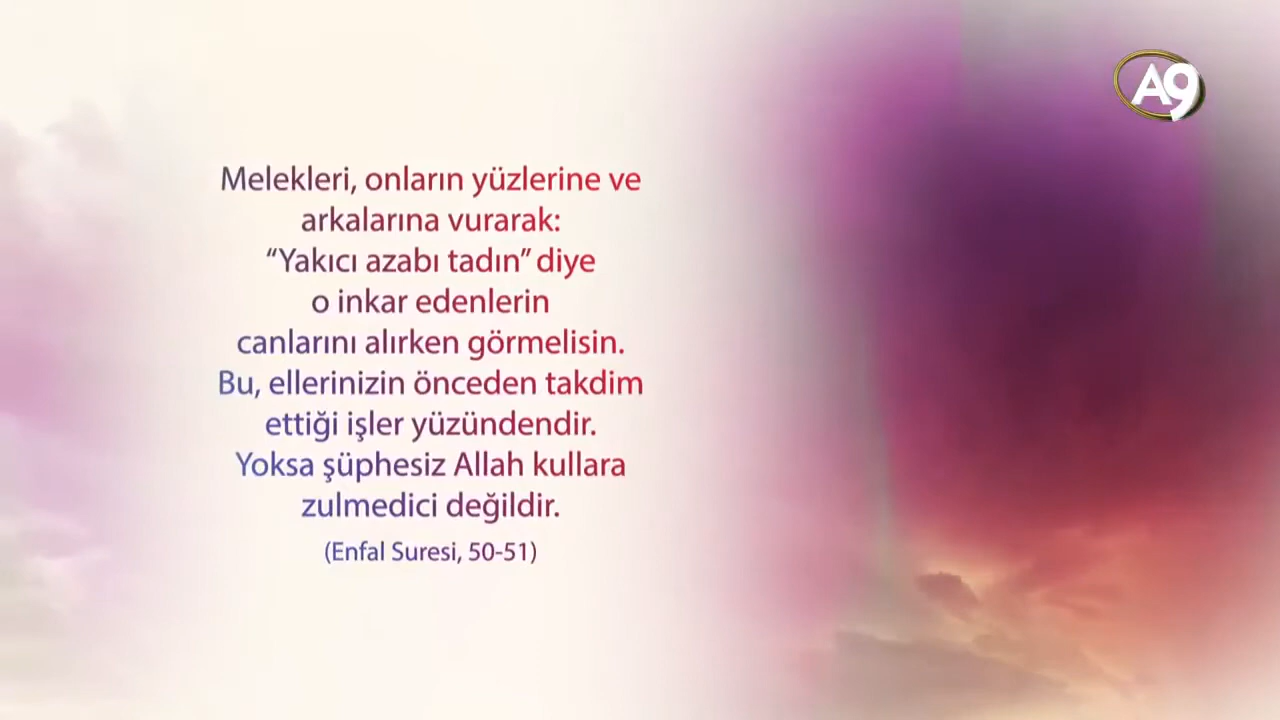 A9
Melekleri, onların yüzlerine ve
arkalarına vurarak:
“Yakıcı azabı tadın” diye
o inkar edenlerin
canlarını alırken görmelisin.
Bu, ellerinizin önceden takdim
ettiği işler yüzündendir.
Yoksa şüphesiz Allah kullara
zulmedici değildir.
(Enfal Suresi, 50-51)